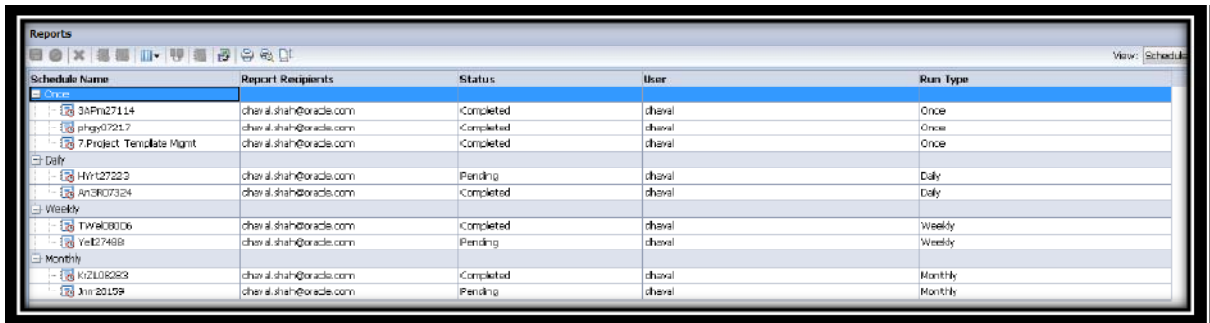 Reports
View: Schedule
Schedule Name Report Recipients Status User Run Type
Once
3APm27114 dhaval.shah@oracle.com Completed dhaval Once
phgy07217 dhaval.shah@oracle.com Completed dhaval Once
7.Project Template Mgmt dhaval.shah@oracle.com Completed dhaval Once
Daily
HYrt27223 dhaval.shah@oracle.com Pending dhaval Daily
An3R07324 dhaval.shah@oracle.com Completed dhaval Daily
Weekly
dhaval.shah@oracle.com Completed dhaval Weekly
dhaval.shah@oracle.com Pending dhaval Weekly
Monthly
dhaval.shah@oracle.com Completed dhaval Monthly
dhaval.shah@oracle.com Pending dhaval Monthly